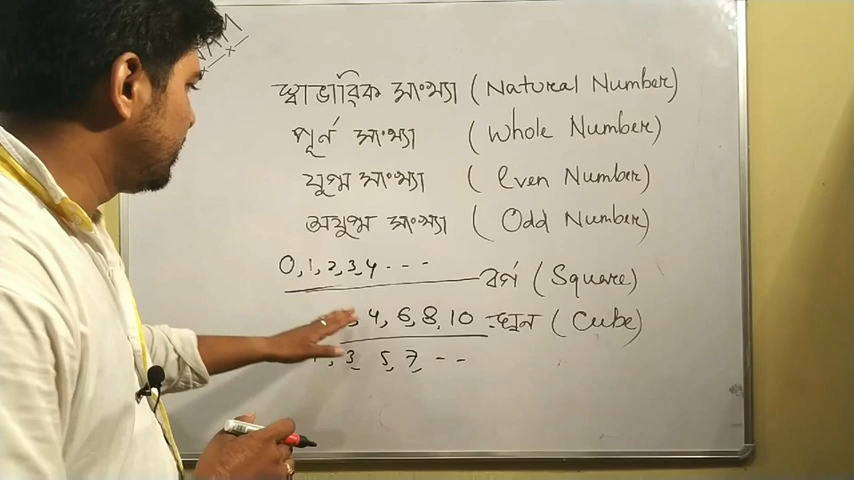 স্বাভাবিক সংখ্যা (Natural Number)
পূর্ন সংখ্যা (Whole Number)
যুগ্ম সংখ্যা (Even Number)
অযুগ্ম সংখ্যা (Odd Number)
0, 1, 2, 3, 4 - - -
বর্গ (Square)
4, 6, 8, 10
ঘন (Cube)
3, 5, 7, - -